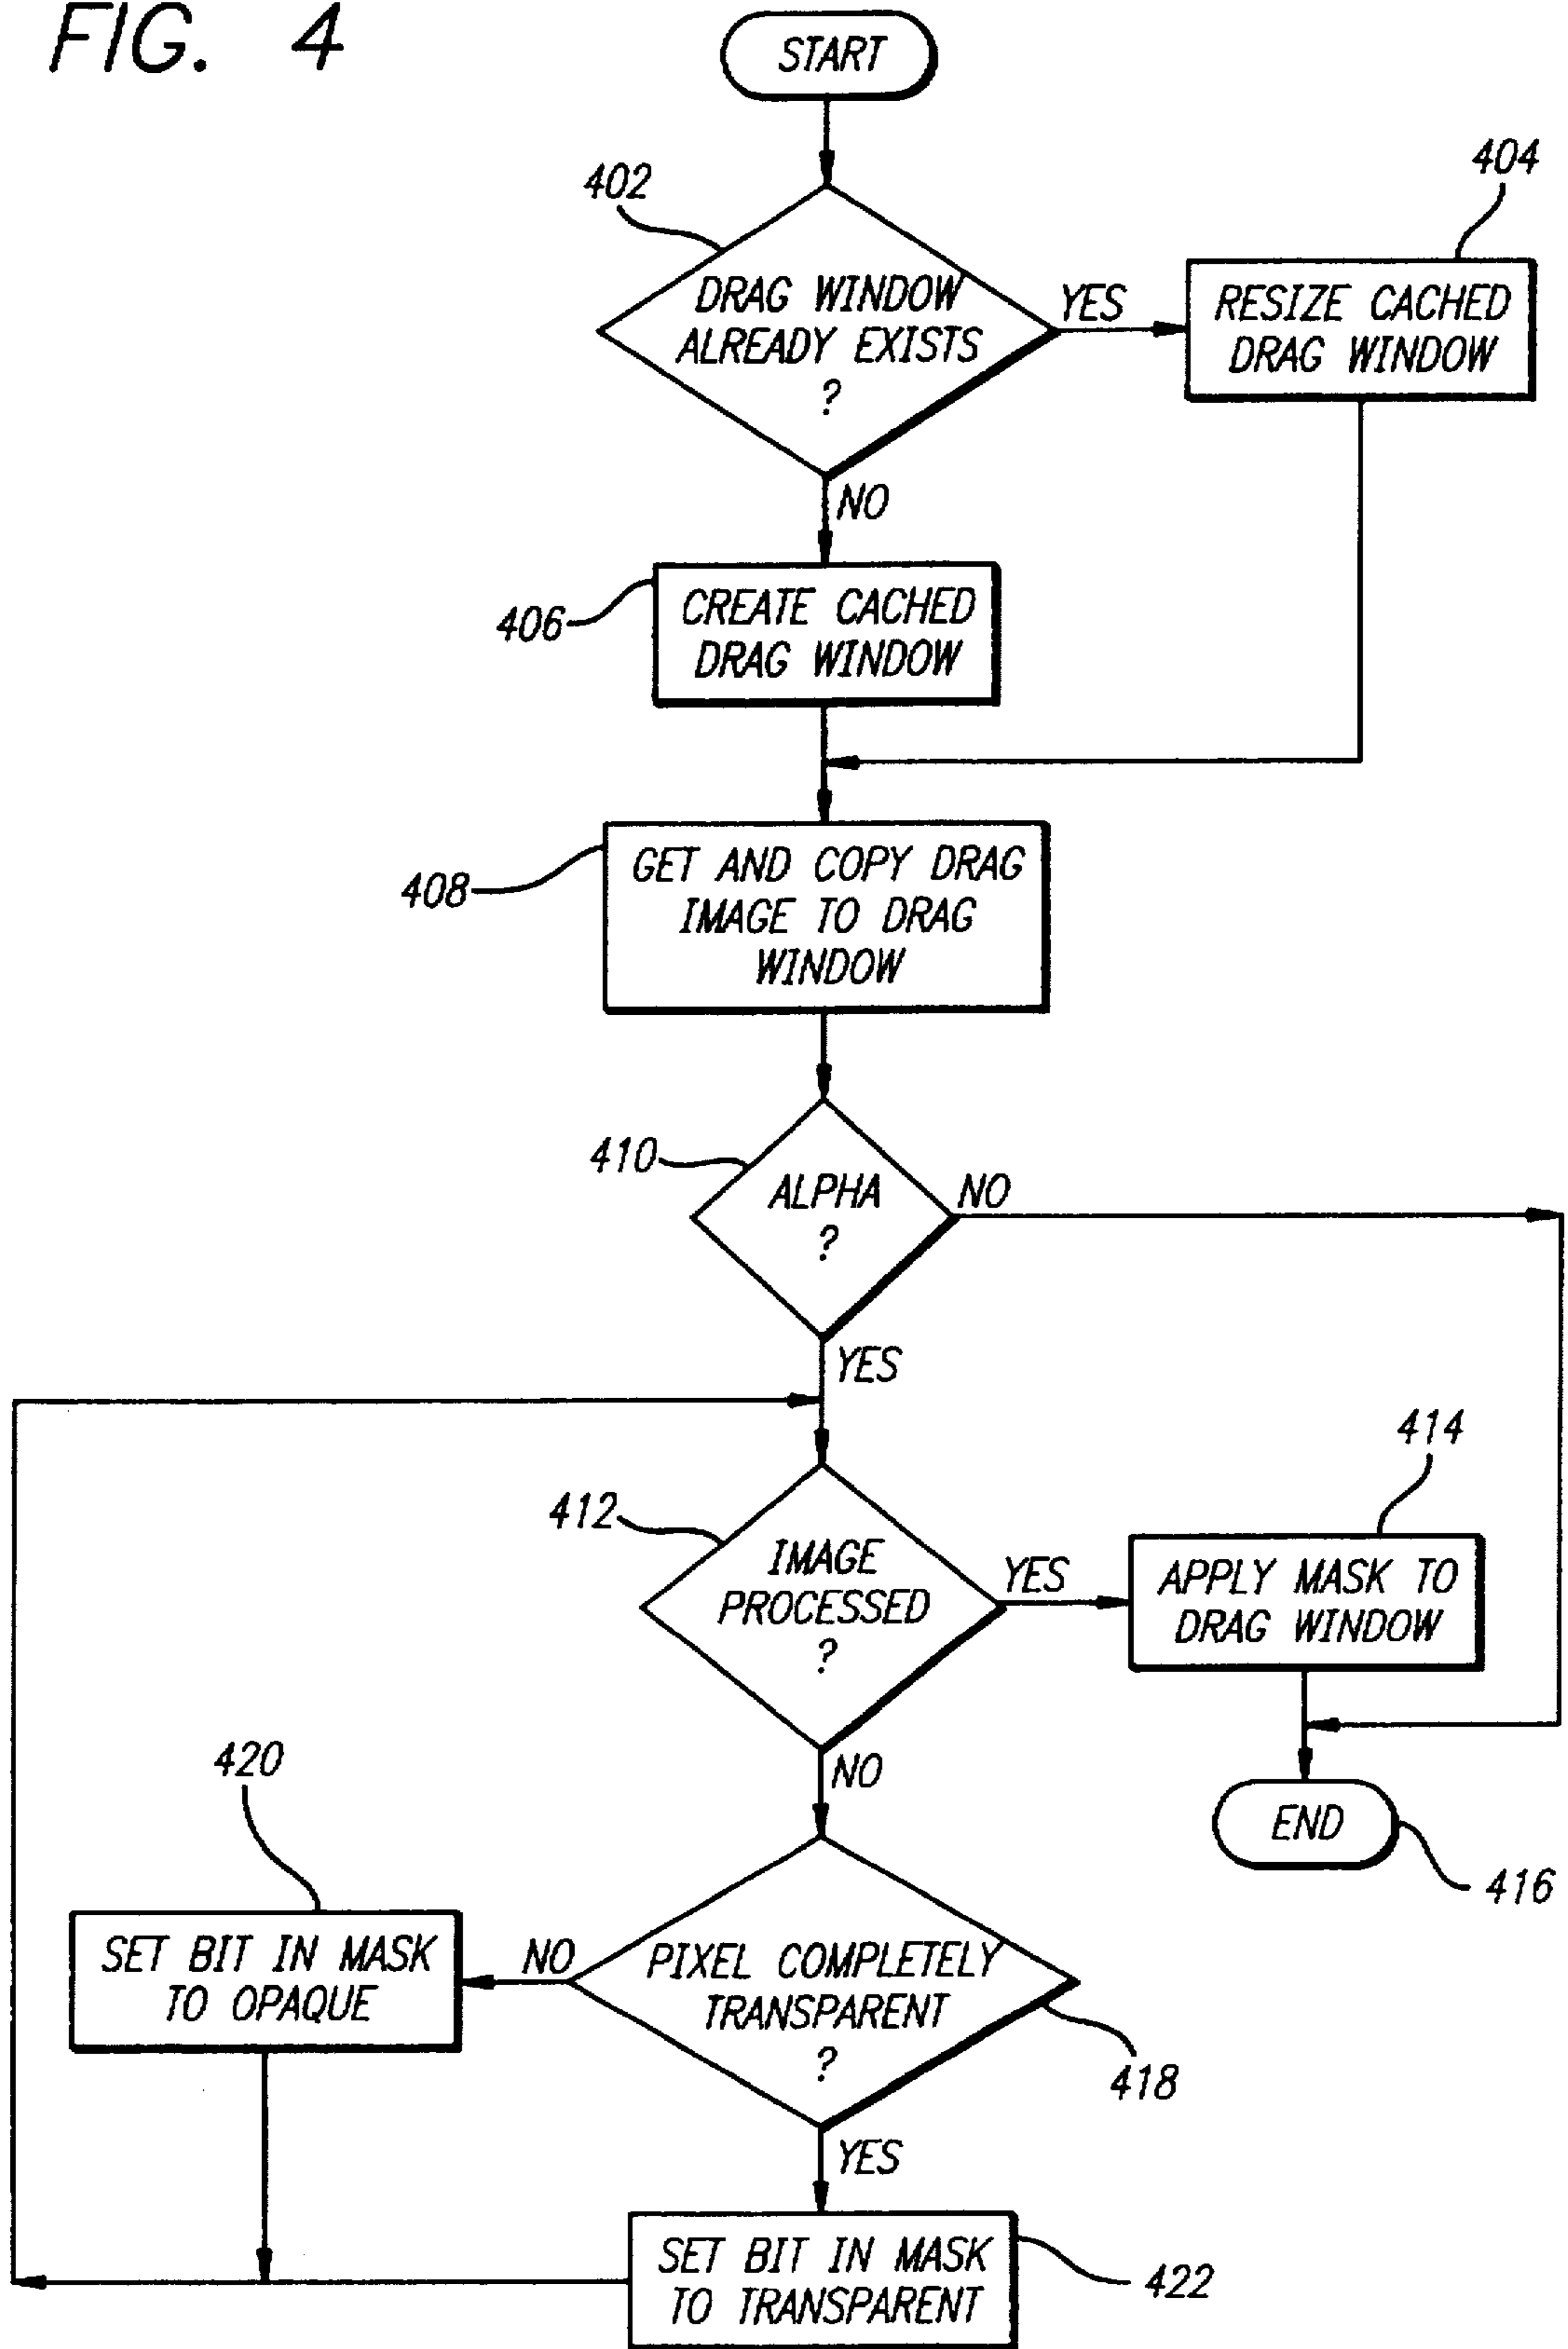 FIG. 4
START
402
404
DRAG WINDOW
ALREADY EXISTS
?
YES
RESIZE CACHED
DRAG WINDOW
NO
406
CREATE CACHED
DRAG WINDOW
408
GET AND COPY DRAG
IMAGE TO DRAG
WINDOW
410
ALPHA
?
NO
YES
412
414
IMAGE
PROCESSED
?
YES
APPLY MASK TO
DRAG WINDOW
NO
END
416
420
SET BIT IN MASK
TO OPAQUE
NO
PIXEL COMPLETELY
TRANSPARENT
?
418
YES
SET BIT IN MASK
TO TRANSPARENT
422